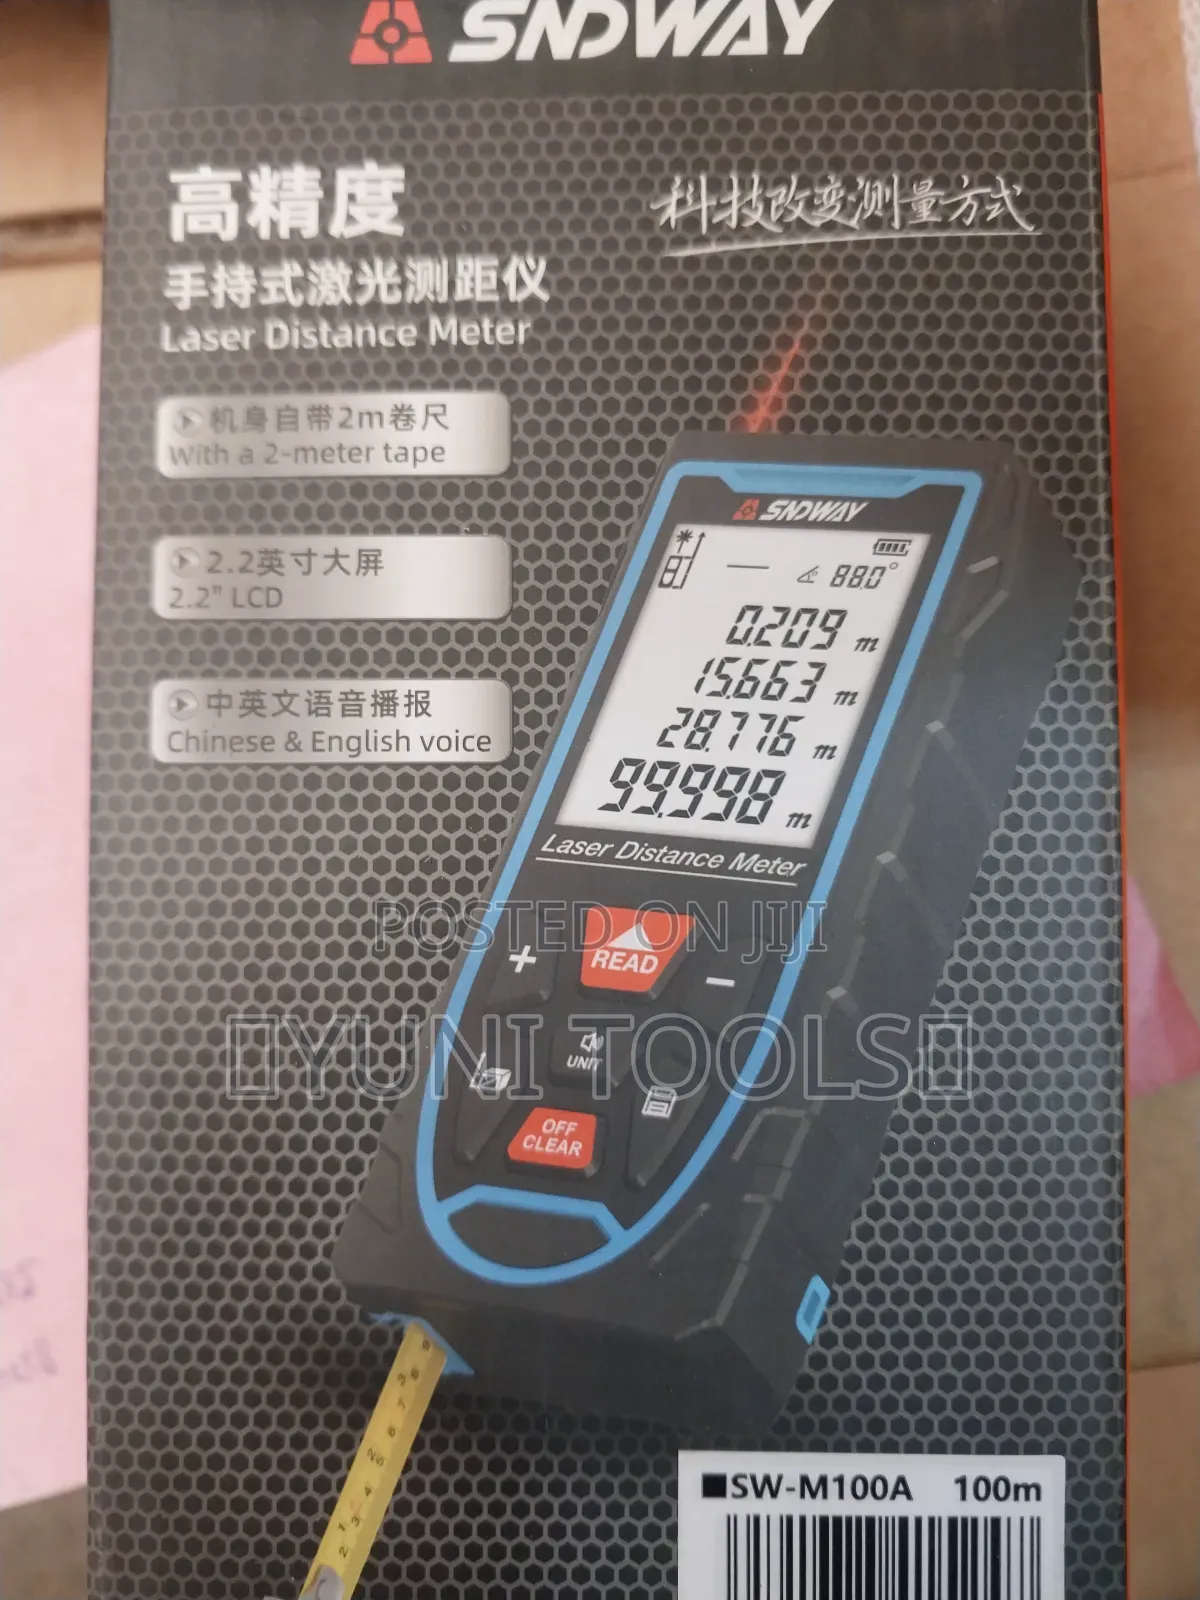 SNDWAY
高精度
科技改变测量方式
手持式激光测距仪
Laser Distance Meter
机身自带2m卷尺
With a 2-meter tape
2.2英寸大屏
2.2" LCD
中英文语音播报
Chinese & English voice
SNDWAY
88.0°
0.209 m
15.663 m
28.776 m
99.998 m
Laser Distance Meter
POSTED ON JIJI
+
READ
−
YUNI TOOLS
UNIT
OFF
CLEAR
SW-M100A 100m